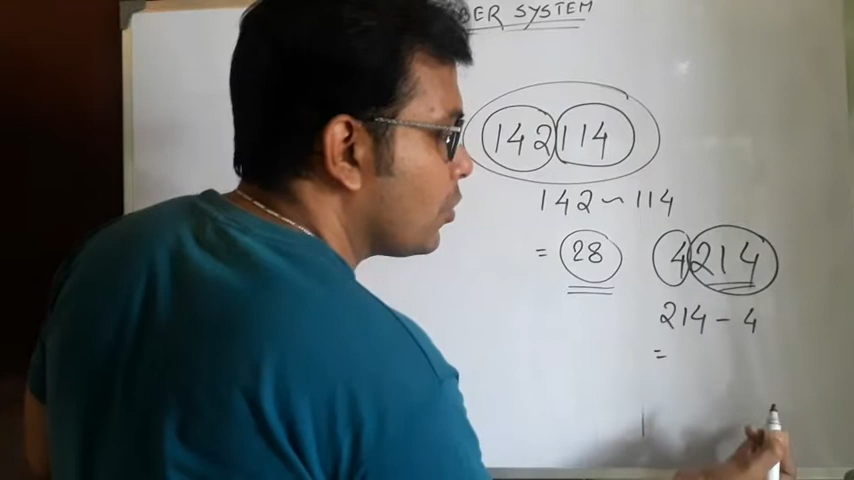 BER SYSTEM
142114
142 ~ 114
= 28
4214
214 - 4
=